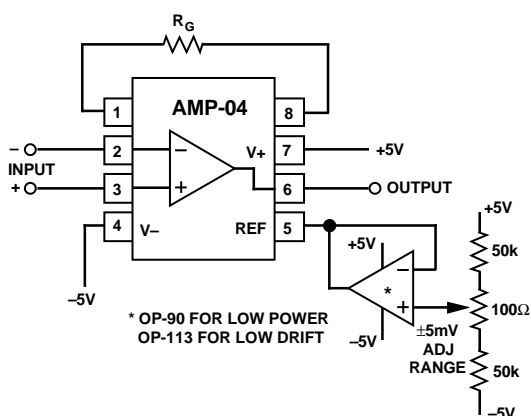 RG
AMP-04
1
8
2
7
V+
+5V
–
INPUT
+
–
+
3
6
OUTPUT
4
V–
REF
5
–5V
+5V
–
*
+
–5V
±5mV
ADJ
RANGE
+5V
50k
100Ω
50k
–5V
* OP-90 FOR LOW POWER
OP-113 FOR LOW DRIFT